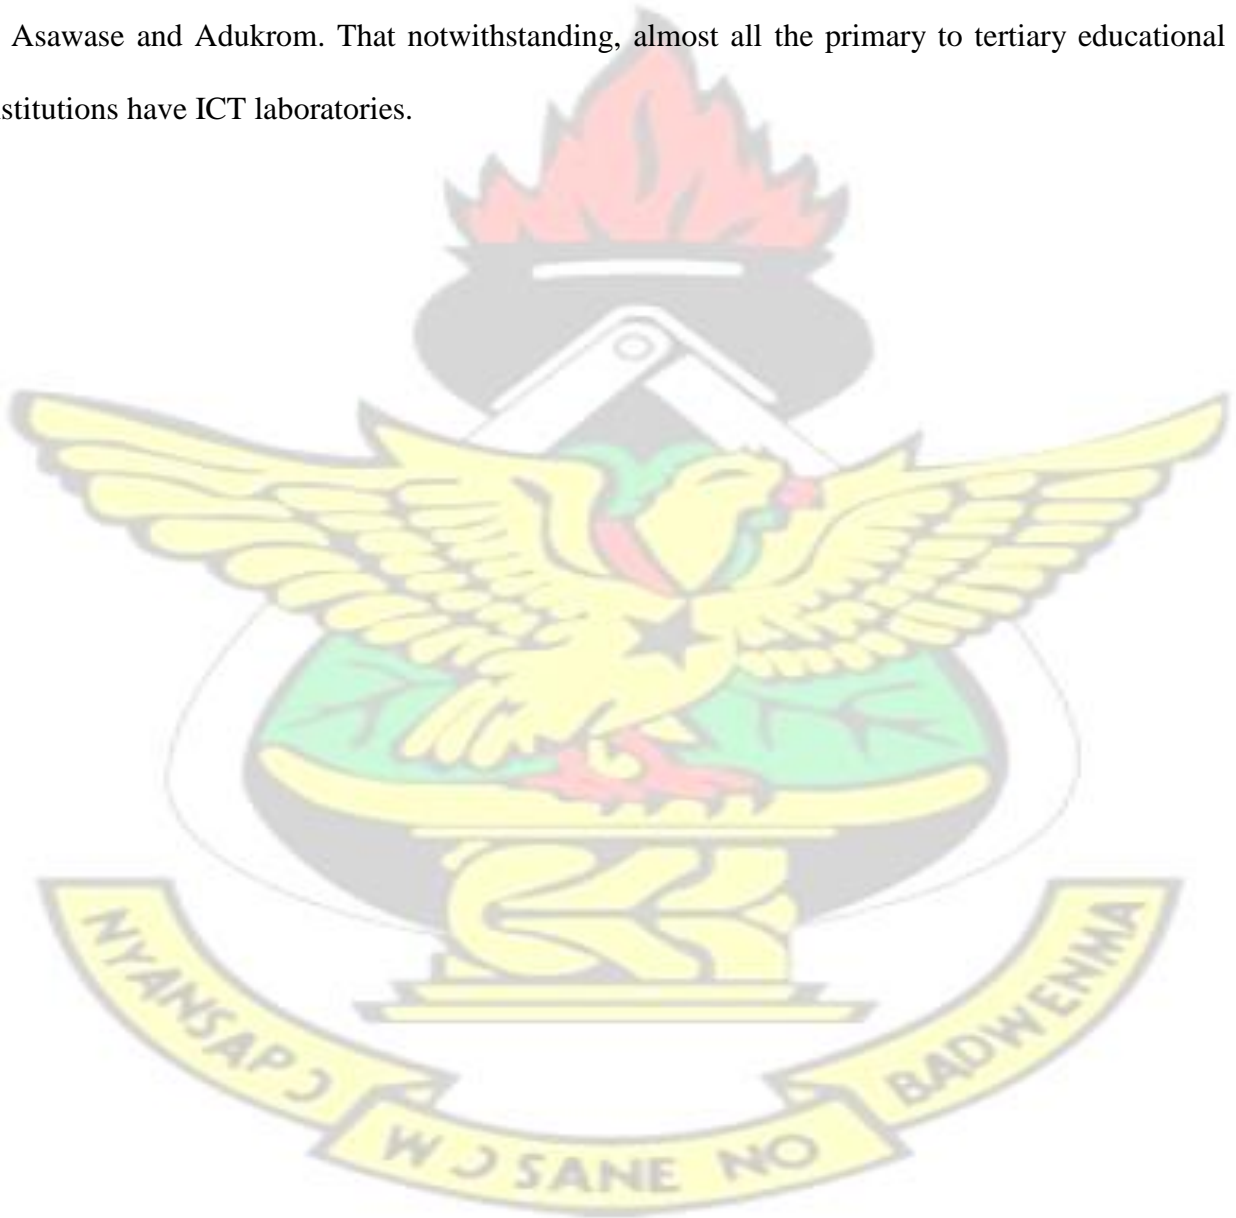 Asawase and Adukrom. That notwithstanding, almost all the primary to tertiary educational
stitutions have ICT laboratories.
NYANSAPƆ
WƆ SANE NO
BADWENMA